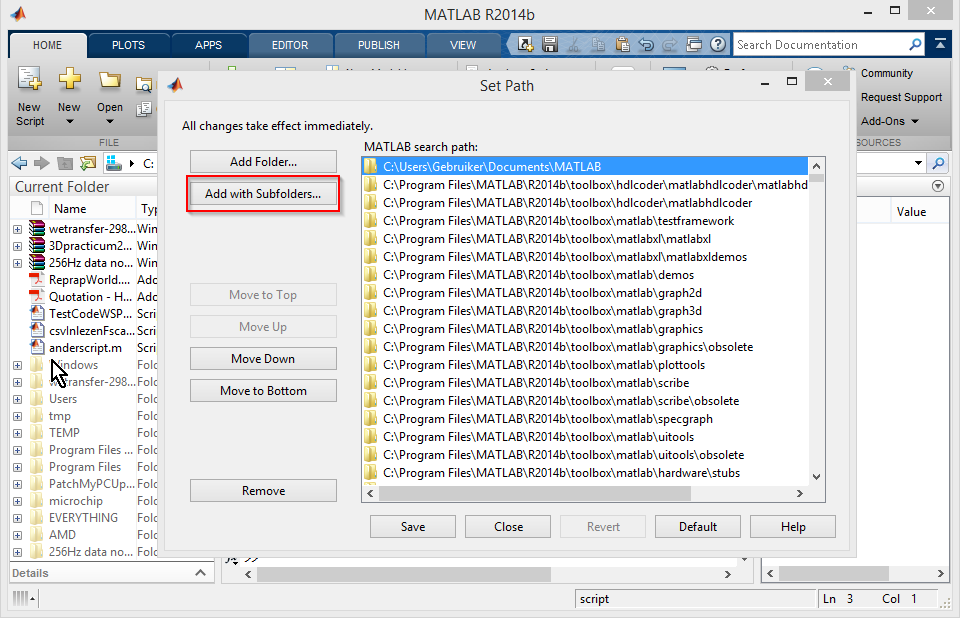 MATLAB R2014b
HOME PLOTS APPS EDITOR PUBLISH VIEW Search Documentation
New Script
New
Open
FILE
Community
Request Support
Add-Ons
C:
Current Folder
Name
wetransfer-298... Win
3Dpracticum2... Win
256Hz data no... Win
ReprapWorld.... Ado
Quotation - H... Ado
TestCodeWSP... Scri
csvInlezenFsca... Scri
anderscript.m Scri
Windows Fold
wetransfer-298... Fold
Users Fold
tmp Fold
TEMP Fold
Program Files ... Fold
Program Files Fold
PatchMyPCUp... Fold
microchip Fold
EVERYTHING Fold
AMD Fold
256Hz data no... Fold
Details
Set Path
All changes take effect immediately.
Add Folder...
Add with Subfolders...
Move to Top
Move Up
Move Down
Move to Bottom
Remove
MATLAB search path:
C:\Users\Gebruiker\Documents\MATLAB
C:\Program Files\MATLAB\R2014b\toolbox\hdlcoder\matlabhdlcoder\matlabhd
C:\Program Files\MATLAB\R2014b\toolbox\hdlcoder\matlabhdlcoder
C:\Program Files\MATLAB\R2014b\toolbox\matlab\testframework
C:\Program Files\MATLAB\R2014b\toolbox\matlabxl\matlabxl
C:\Program Files\MATLAB\R2014b\toolbox\matlabxl\matlabxldemos
C:\Program Files\MATLAB\R2014b\toolbox\matlab\demos
C:\Program Files\MATLAB\R2014b\toolbox\matlab\graph2d
C:\Program Files\MATLAB\R2014b\toolbox\matlab\graph3d
C:\Program Files\MATLAB\R2014b\toolbox\matlab\graphics
C:\Program Files\MATLAB\R2014b\toolbox\matlab\graphics\obsolete
C:\Program Files\MATLAB\R2014b\toolbox\matlab\plottools
C:\Program Files\MATLAB\R2014b\toolbox\matlab\scribe
C:\Program Files\MATLAB\R2014b\toolbox\matlab\scribe\obsolete
C:\Program Files\MATLAB\R2014b\toolbox\matlab\specgraph
C:\Program Files\MATLAB\R2014b\toolbox\matlab\uitools
C:\Program Files\MATLAB\R2014b\toolbox\matlab\uitools\obsolete
C:\Program Files\MATLAB\R2014b\toolbox\matlab\hardware\stubs
Save Close Revert Default Help
Value
script
Ln 3 Col 1